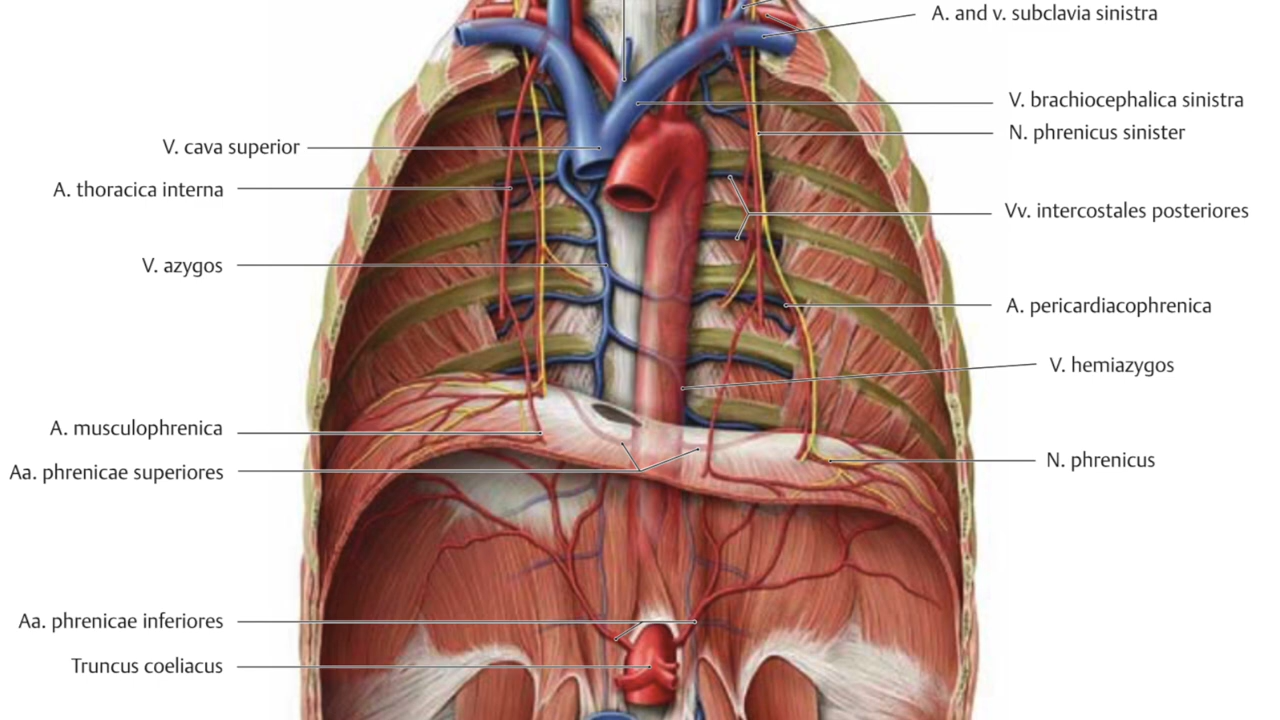 A. and v. subclavia sinistra
V. brachiocephalica sinistra
N. phrenicus sinister
V. cava superior
A. thoracica interna
Vv. intercostales posteriores
V. azygos
A. pericardiacophrenica
V. hemiazygos
A. musculophrenica
Aa. phrenicae superiores
N. phrenicus
Aa. phrenicae inferiores
Truncus coeliacus